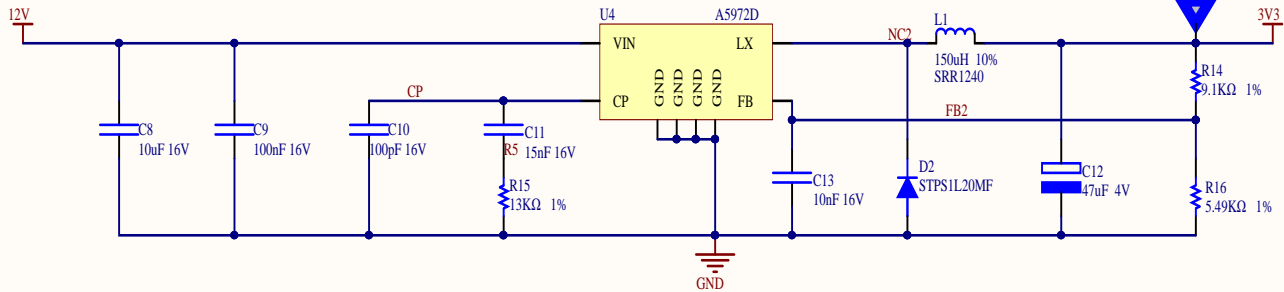 12V
U4
A5972D
VIN
LX
CP
FB
GND
GND
GND
GND
NC2
L1
150uH 10%
SRR1240
3V3
R14
9.1KΩ 1%
CP
FB2
C8
10uF 16V
C9
100nF 16V
C10
100pF 16V
C11
R5 15nF 16V
R15
13KΩ 1%
C13
10nF 16V
D2
STPS1L20MF
C12
47uF 4V
R16
5.49KΩ 1%
GND